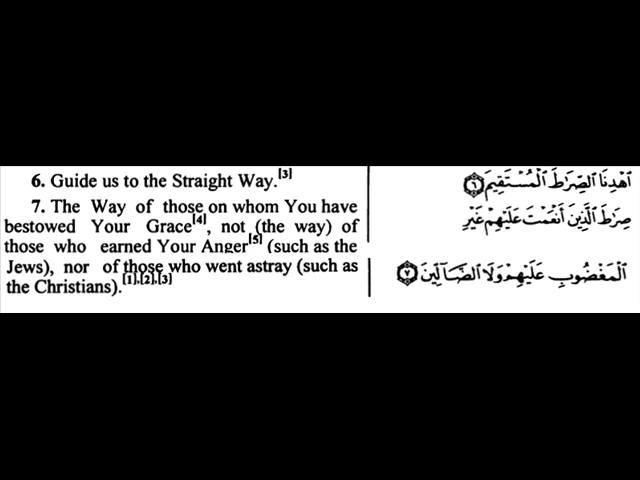 6. Guide us to the Straight Way.[3]
7. The Way of those on whom You have
bestowed Your Grace[4], not (the way) of
those who earned Your Anger[5] (such as the
Jews), nor of those who went astray (such as
the Christians).[1],[2],[3]
ٱهْدِنَا ٱلصِّرَٰطَ ٱلْمُسْتَقِيمَ ۝٦
صِرَٰطَ ٱلَّذِينَ أَنْعَمْتَ عَلَيْهِمْ غَيْرِ
ٱلْمَغْضُوبِ عَلَيْهِمْ وَلَا ٱلضَّآلِّينَ ۝٧